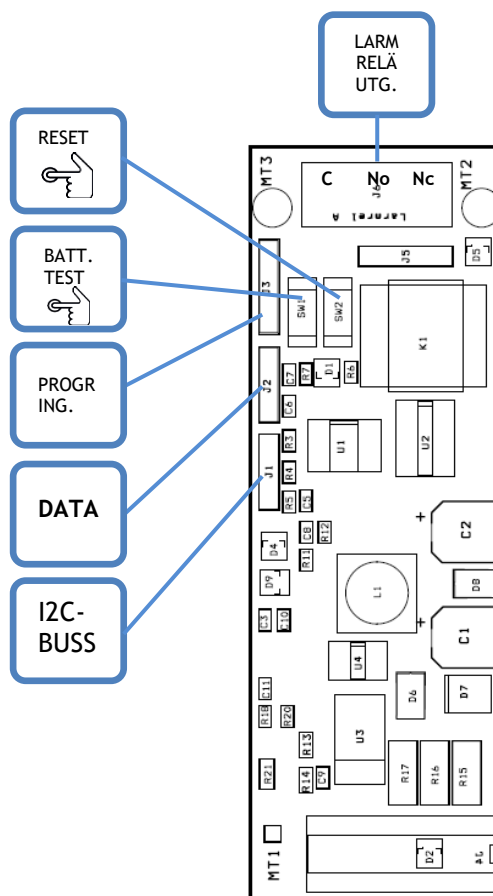 LARM
RELÄ
UTG.
RESET
BATT.
TEST
PROGR
ING.
DATA
I2C-
BUSS
MT3
C No Nc
MT2
J6
Larmrel A
J5
D5
J3
SW1
SW2
K1
J2
C7
R7
D1
R6
C6
R3
U1
U2
J1
R4
R5
C5
C8
R12
+
C2
D4
R11
D9
L1
D8
+
C1
C3
C10
U4
C11
D6
D7
R18
R20
U3
R13
R17
R16
R15
R21
R14
C9
MT1
D2
J4